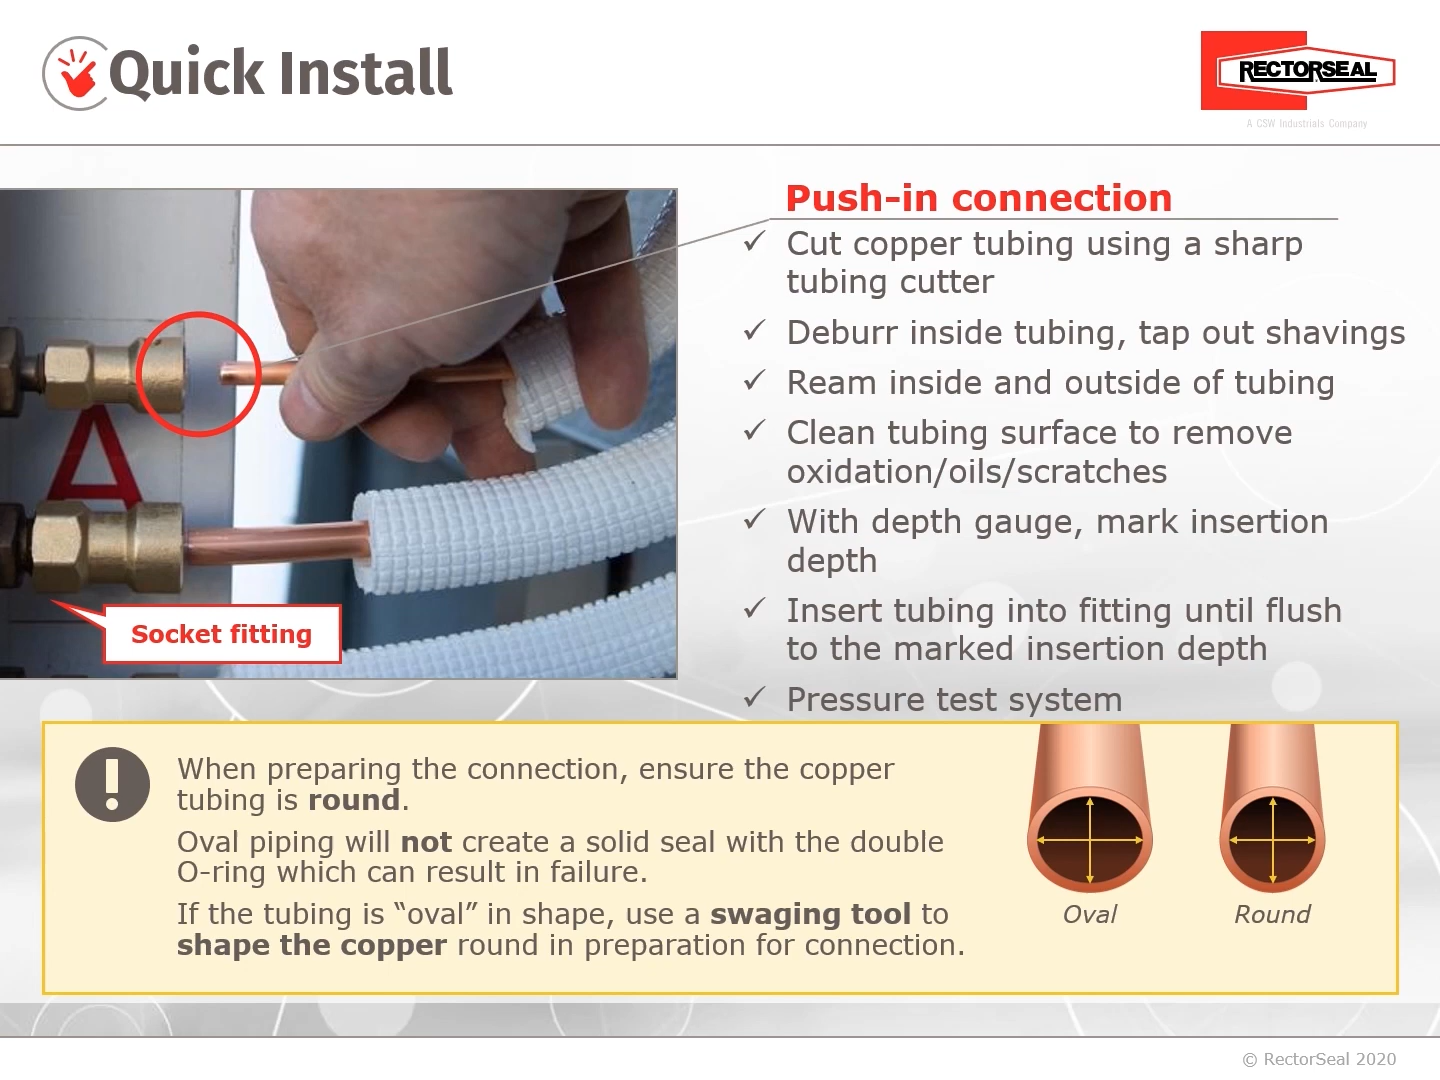 Quick Install
RECTORSEAL
A CSW Industrials Company
Push-in connection
✓ Cut copper tubing using a sharp
tubing cutter
✓ Deburr inside tubing, tap out shavings
✓ Ream inside and outside of tubing
✓ Clean tubing surface to remove
oxidation/oils/scratches
✓ With depth gauge, mark insertion
depth
✓ Insert tubing into fitting until flush
to the marked insertion depth
✓ Pressure test system
Socket fitting
When preparing the connection, ensure the copper
tubing is round.
Oval piping will not create a solid seal with the double
O-ring which can result in failure.
If the tubing is “oval” in shape, use a swaging tool to
shape the copper round in preparation for connection.
Oval
Round
© RectorSeal 2020